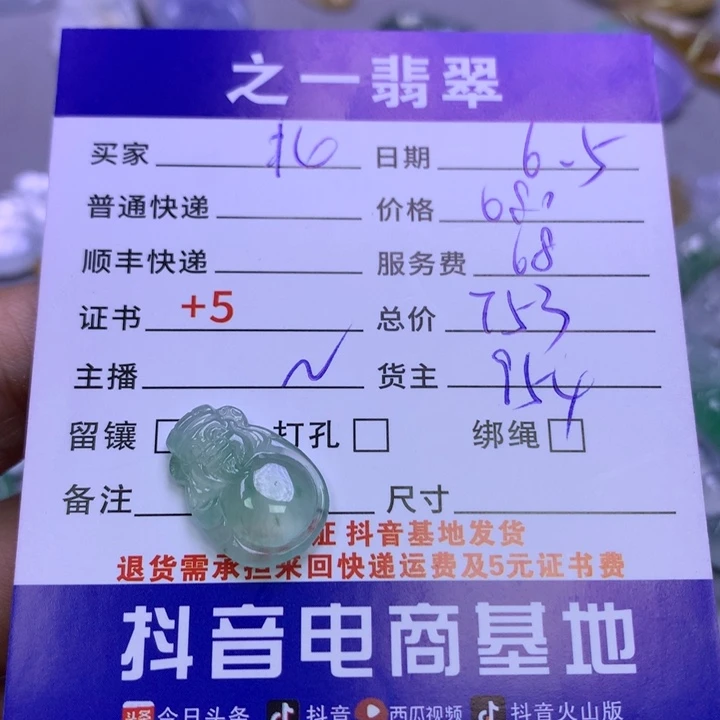 之一翡翠
买家 16 日期 6.5
普通快递 价格 680
顺丰快递 服务费 68
证书 +5 总价 753
主播 货主 954
留镶 打孔 绑绳
备注 尺寸
证 抖音基地发货
退货需承担来回快递运费及5元证书费
抖音电商基地
头条 今日头条 抖音 西瓜视频 抖音火山版